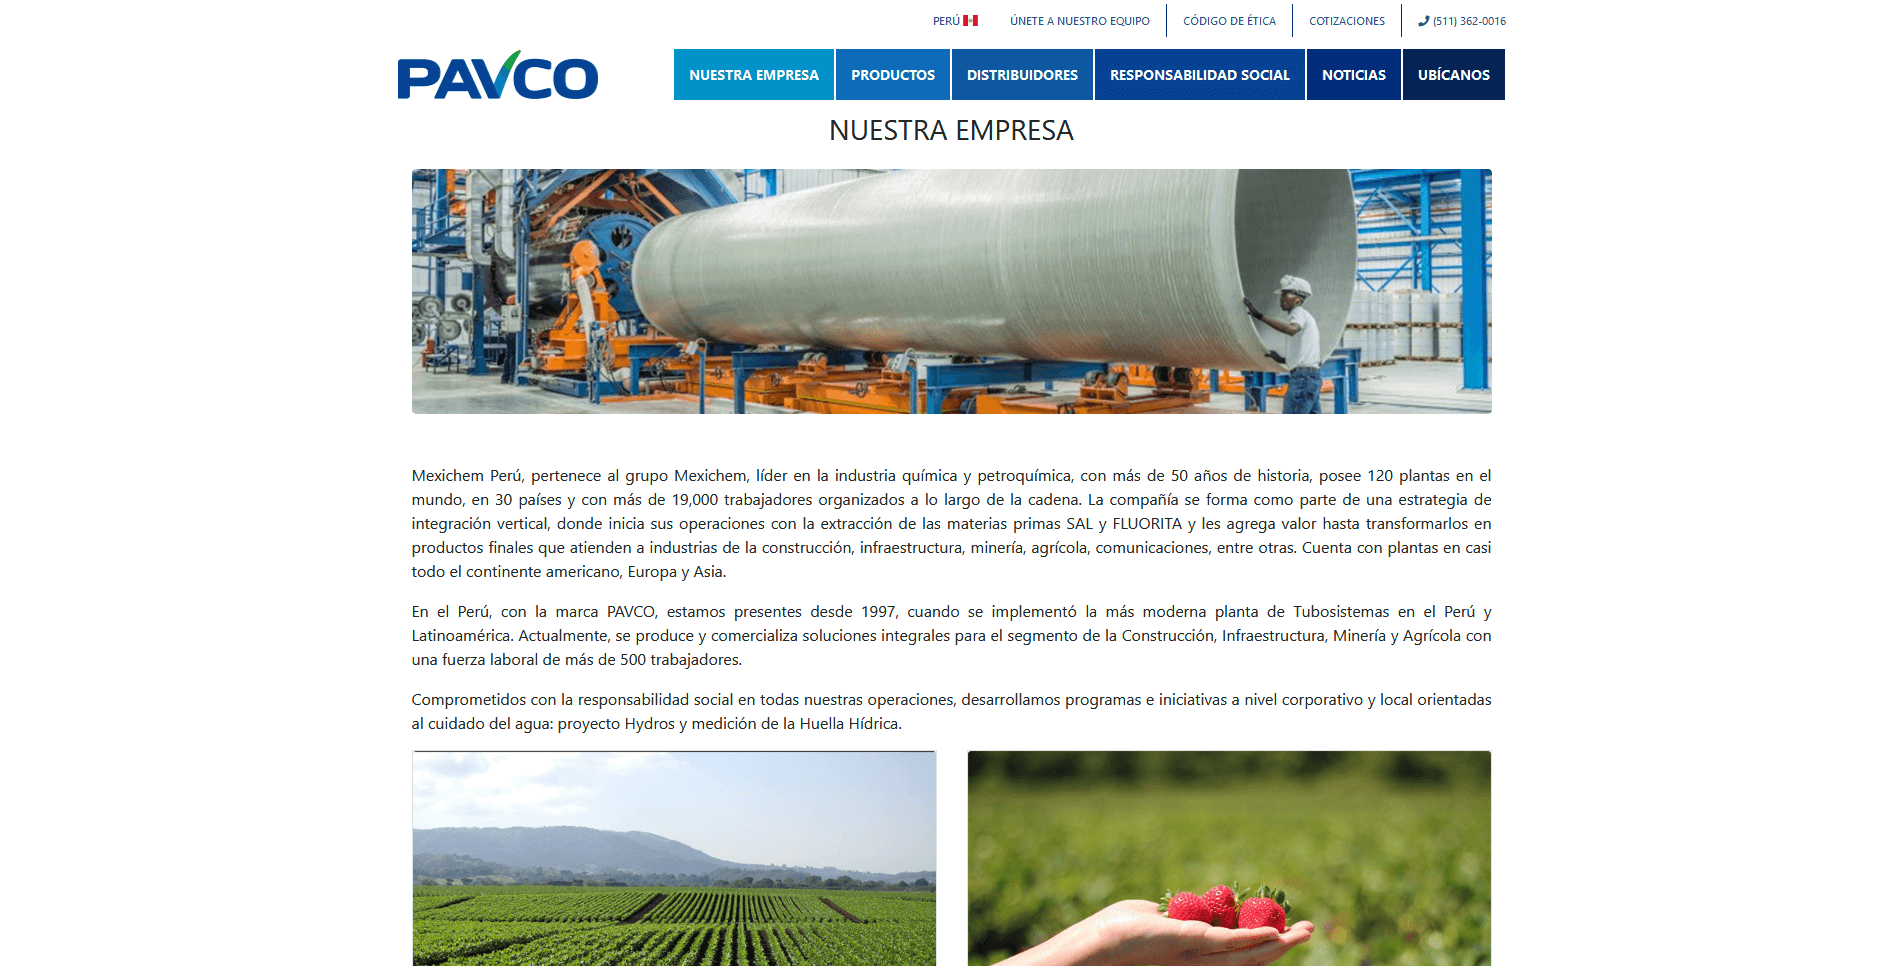 PERÚ ÚNETE A NUESTRO EQUIPO CÓDIGO DE ÉTICA COTIZACIONES (511) 362-0016
PAVCO
NUESTRA EMPRESA PRODUCTOS DISTRIBUIDORES RESPONSABILIDAD SOCIAL NOTICIAS UBÍCANOS
NUESTRA EMPRESA
Mexichem Perú, pertenece al grupo Mexichem, líder en la industria química y petroquímica, con más de 50 años de historia, posee 120 plantas en el
mundo, en 30 países y con más de 19,000 trabajadores organizados a lo largo de la cadena. La compañía se forma como parte de una estrategia de
integración vertical, donde inicia sus operaciones con la extracción de las materias primas SAL y FLUORITA y les agrega valor hasta transformarlos en
productos finales que atienden a industrias de la construcción, infraestructura, minería, agrícola, comunicaciones, entre otras. Cuenta con plantas en casi
todo el continente americano, Europa y Asia.
En el Perú, con la marca PAVCO, estamos presentes desde 1997, cuando se implementó la más moderna planta de Tubosistemas en el Perú y
Latinoamérica. Actualmente, se produce y comercializa soluciones integrales para el segmento de la Construcción, Infraestructura, Minería y Agrícola con
una fuerza laboral de más de 500 trabajadores.
Comprometidos con la responsabilidad social en todas nuestras operaciones, desarrollamos programas e iniciativas a nivel corporativo y local orientadas
al cuidado del agua: proyecto Hydros y medición de la Huella Hídrica.